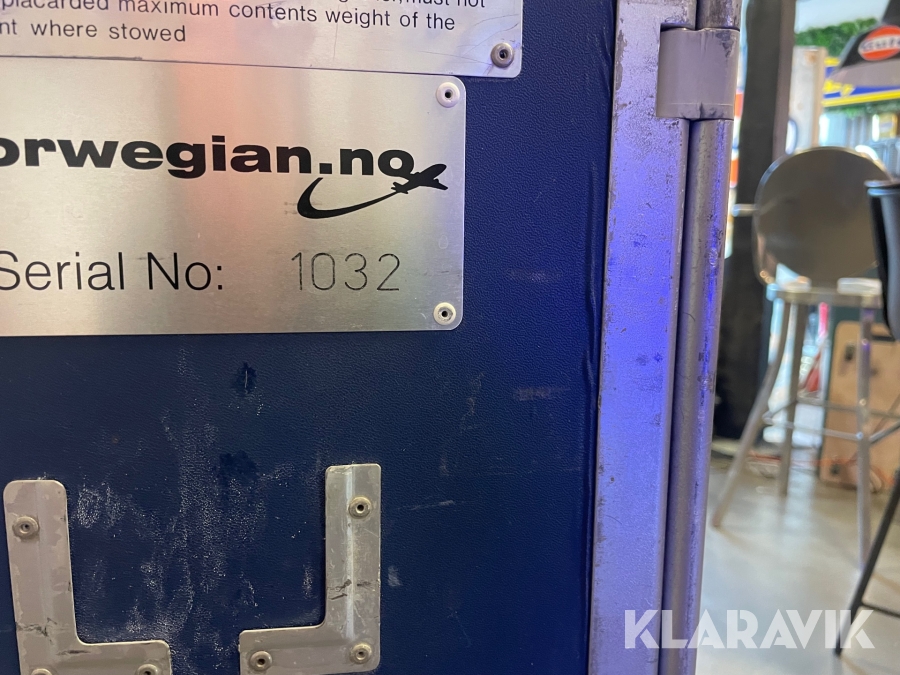 placarded maximum contents weight of the
nt where stowed
orwegian.no
Serial No: 1032
KLARAVIK